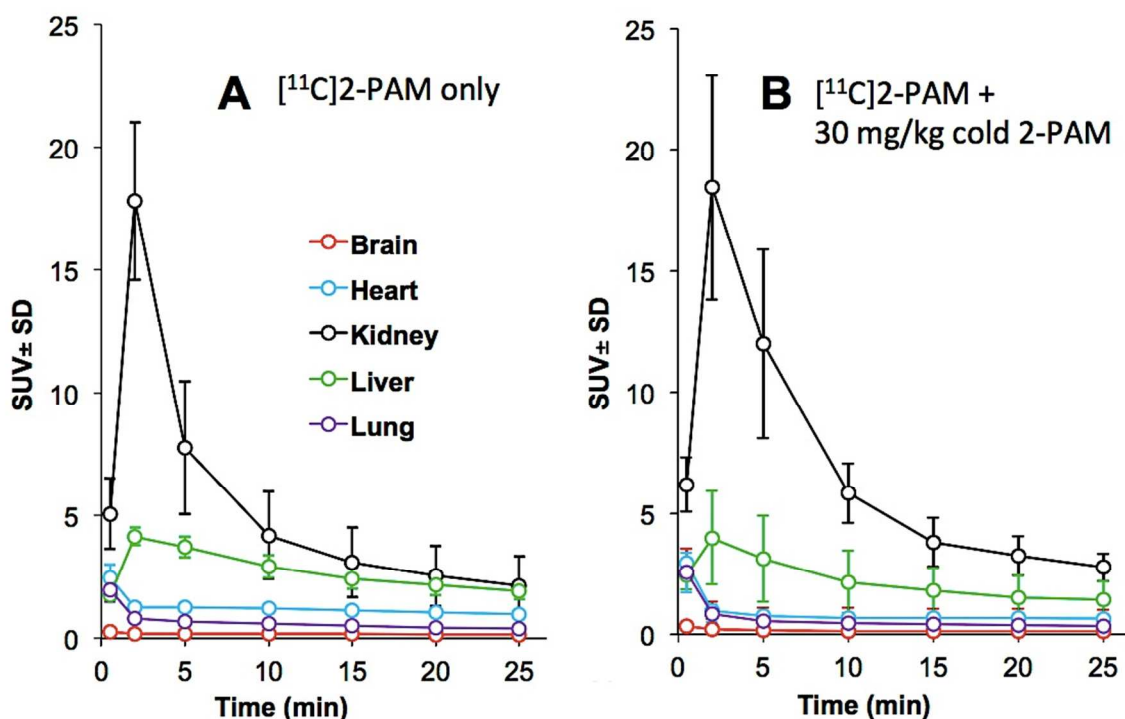 A [¹¹C]2-PAM only
25
20
15
10
5
0
SUV± SD
Brain
Heart
Kidney
Liver
Lung
0 5 10 15 20 25
Time (min)
B [¹¹C]2-PAM +
30 mg/kg cold 2-PAM
25
20
15
10
5
0
SUV± SD
0 5 10 15 20 25
Time (min)